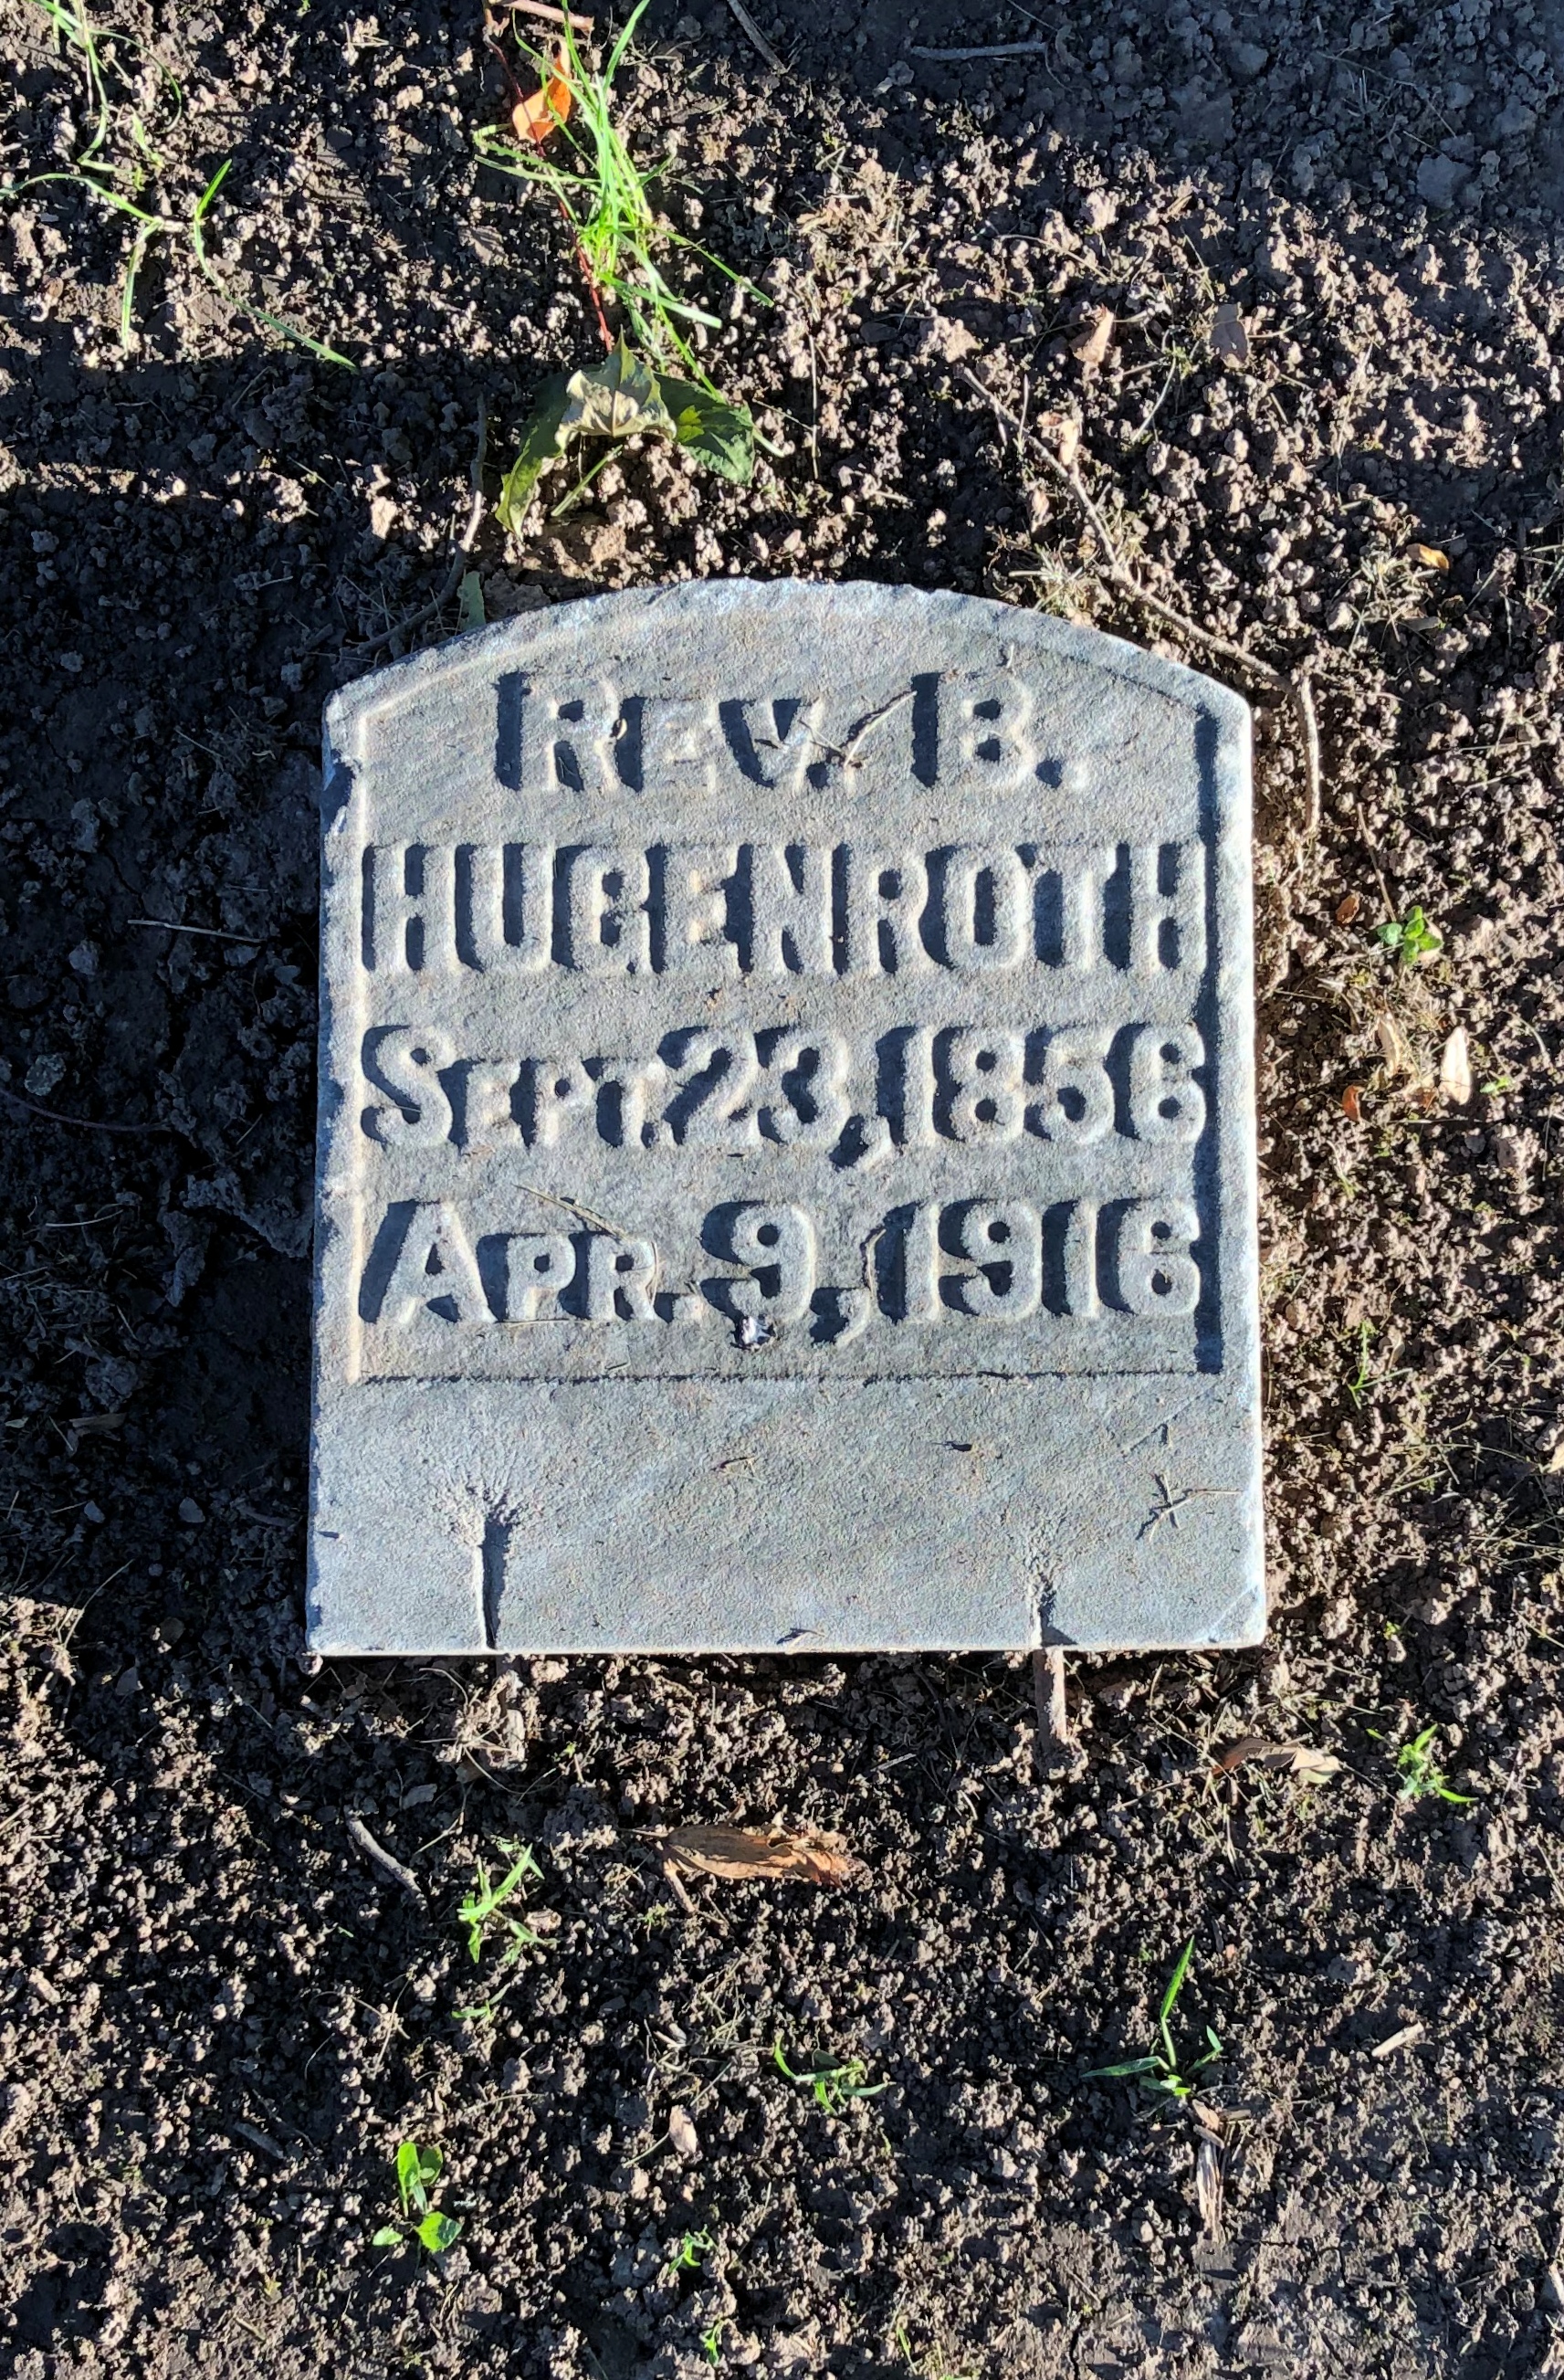 REV. B.
HUGENROTH
SEPT. 23, 1856
APR. 9, 1916